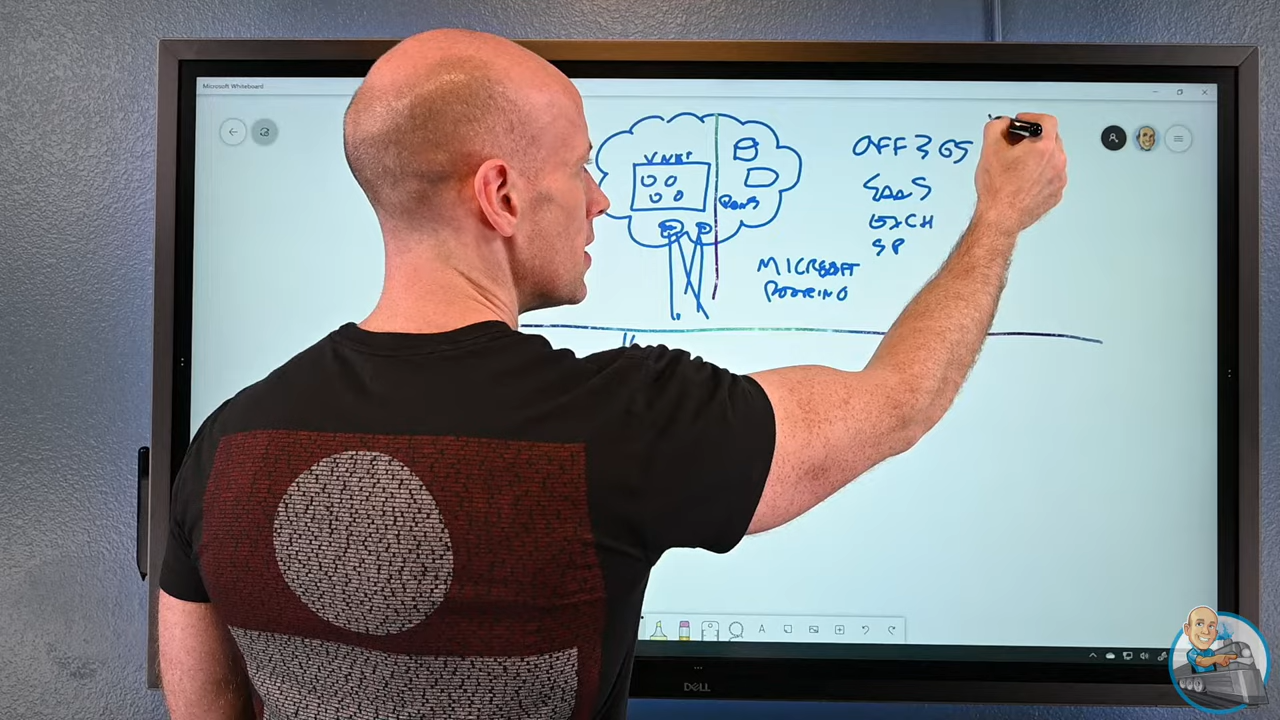 Microsoft Whiteboard
VNET
OFF 365
PaaS
SAAS
EXCH
SP
MICROSOFT
PEERING
A
DELL